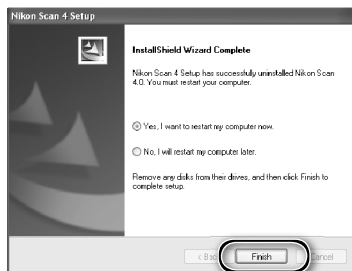 Nikon Scan 4 Setup
InstallShield Wizard Complete
Nikon Scan 4 Setup has successfully uninstalled Nikon Scan
4.0. You must restart your computer.
Yes, I want to restart my computer now.
No, I will restart my computer later.
Remove any disks from their drives, and then click Finish to
complete setup.
Finish
Cancel